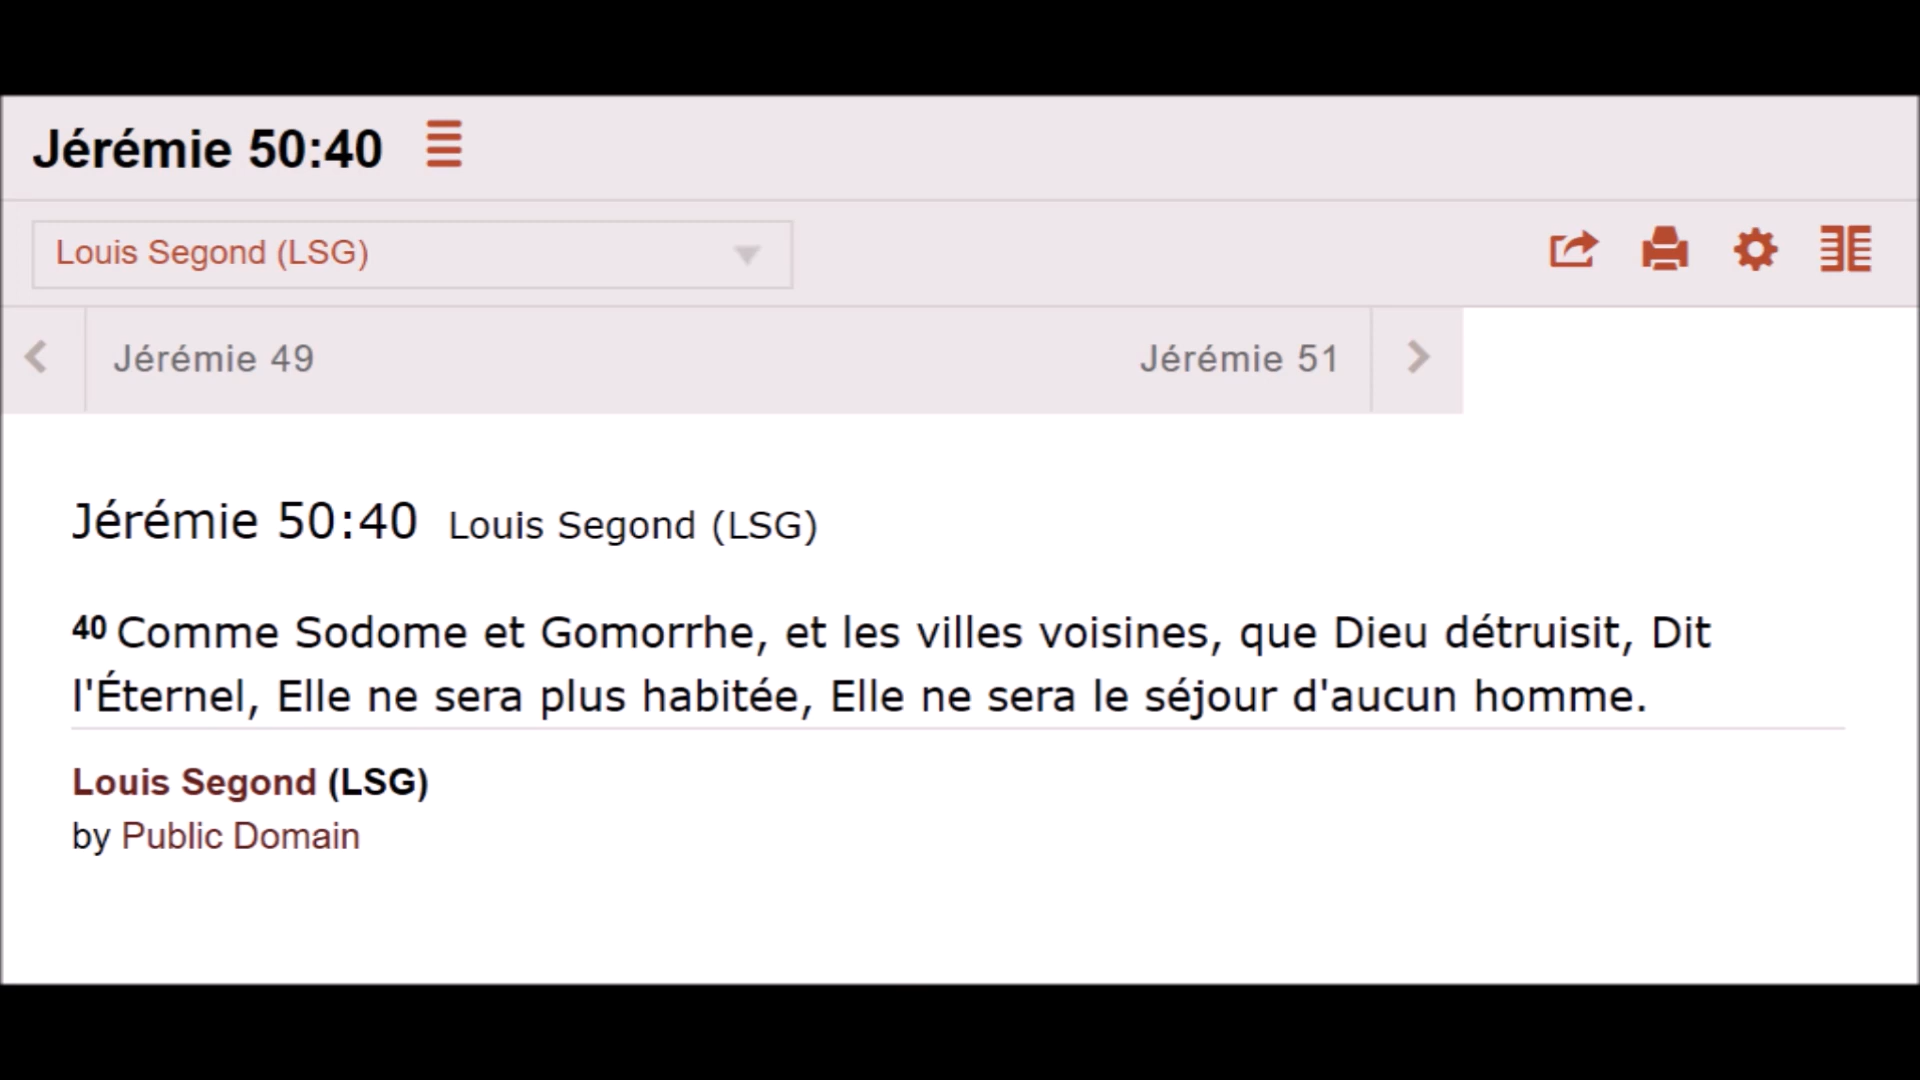 Jérémie 50:40
Louis Segond (LSG)
Jérémie 49
Jérémie 51
Jérémie 50:40 Louis Segond (LSG)
40 Comme Sodome et Gomorrhe, et les villes voisines, que Dieu détruisit, Dit
l'Éternel, Elle ne sera plus habitée, Elle ne sera le séjour d'aucun homme.
Louis Segond (LSG)
by Public Domain